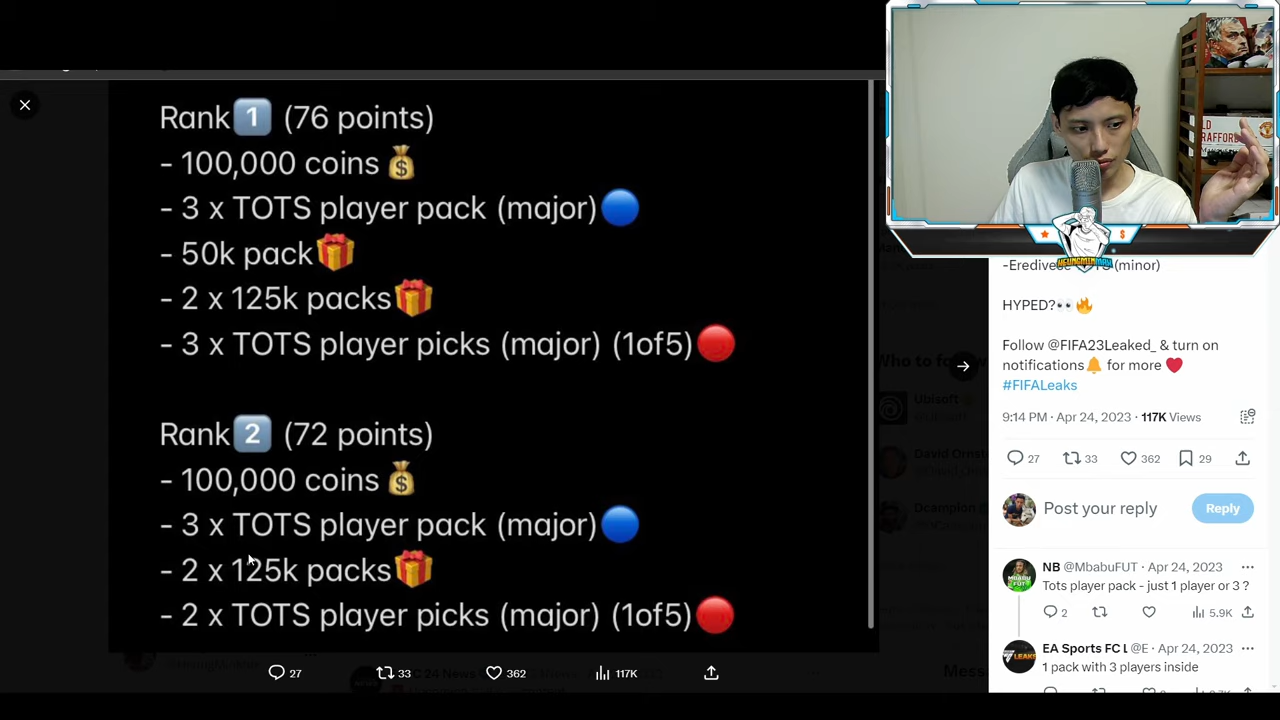 Rank 1 (76 points)
- 100,000 coins 💰
- 3 x TOTS player pack (major)🔵
- 50k pack🎁
- 2 x 125k packs🎁
- 3 x TOTS player picks (major) (1of5)🔴
Rank 2 (72 points)
- 100,000 coins 💰
- 3 x TOTS player pack (major)🔵
- 2 x 125k packs🎁
- 2 x TOTS player picks (major) (1of5)🔴
27 33 362 117K
HEUNGMINMAX
(minor)
HYPED?👀🔥
Follow @FIFA23Leaked_ & turn on
notifications🔔 for more ❤️
#FIFALeaks
9:14 PM · Apr 24, 2023 · 117K Views
27 33 362 29
Post your reply
Reply
NB @MbabuFUT · Apr 24, 2023 ···
Tots player pack - just 1 player or 3 ?
2 5.9K
EA Sports FC L @E · Apr 24, 2023 ···
1 pack with 3 players inside
Ubisoft
David Ornst